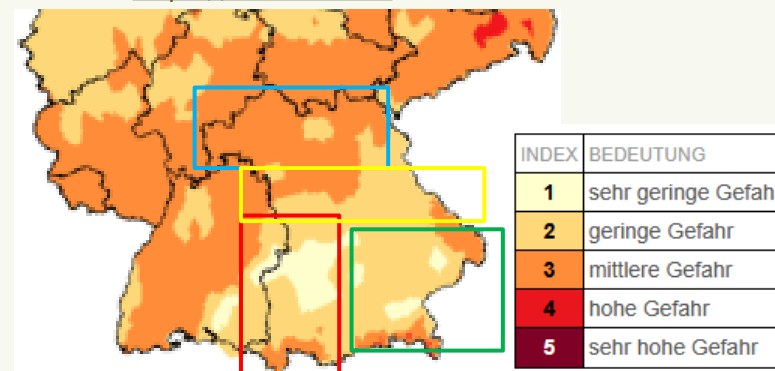 INDEX BEDEUTUNG
1 sehr geringe Gefah
2 geringe Gefahr
3 mittlere Gefahr
4 hohe Gefahr
5 sehr hohe Gefahr